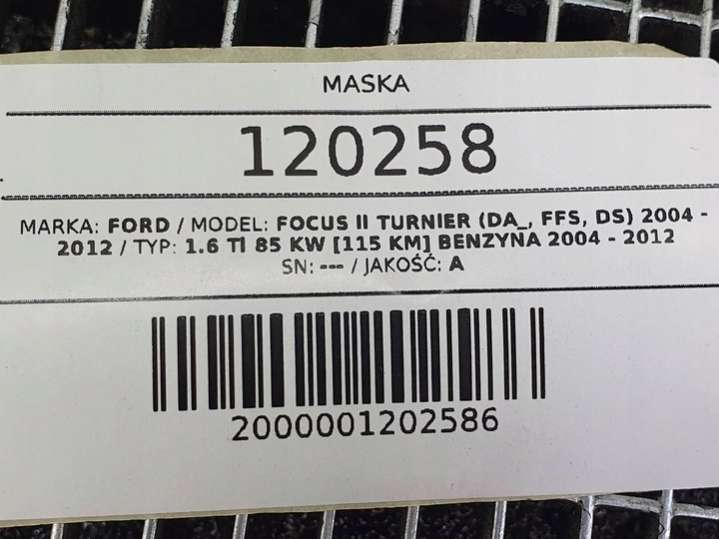 MASKA
120258
MARKA: FORD / MODEL: FOCUS II TURNIER (DA_, FFS, DS) 2004 -
2012 / TYP: 1.6 TI 85 KW [115 KM] BENZYNA 2004 - 2012
SN: --- / JAKOŚĆ: A
2000001202586